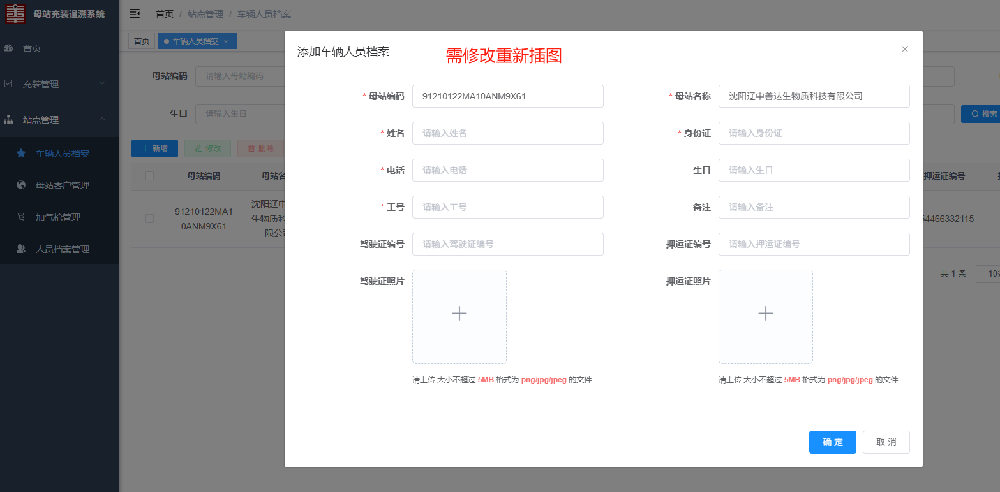 母站充装追溯系统
首页 / 站点管理 / 车辆人员档案
首页
充装管理
站点管理
车辆人员档案
母站客户管理
加气枪管理
人员档案管理
首页
车辆人员档案 ×
母站编码 请输入母站编码
生日 请输入生日
搜索
新增
修改
删除
母站编码
母站名
押运证编号
91210122MA1
0ANM9X61
沈阳辽中
生物质科
限公
54466332115
共 1 条
10
添加车辆人员档案
需修改重新插图
* 母站编码 91210122MA10ANM9X61
* 母站名称 沈阳辽中善达生物质科技有限公司
* 姓名 请输入姓名
* 身份证 请输入身份证
* 电话 请输入电话
生日 请输入生日
* 工号 请输入工号
备注 请输入备注
驾驶证编号 请输入驾驶证编号
押运证编号 请输入押运证编号
驾驶证照片
押运证照片
请上传 大小不超过 5MB 格式为 png/jpg/jpeg 的文件
请上传 大小不超过 5MB 格式为 png/jpg/jpeg 的文件
确 定
取 消